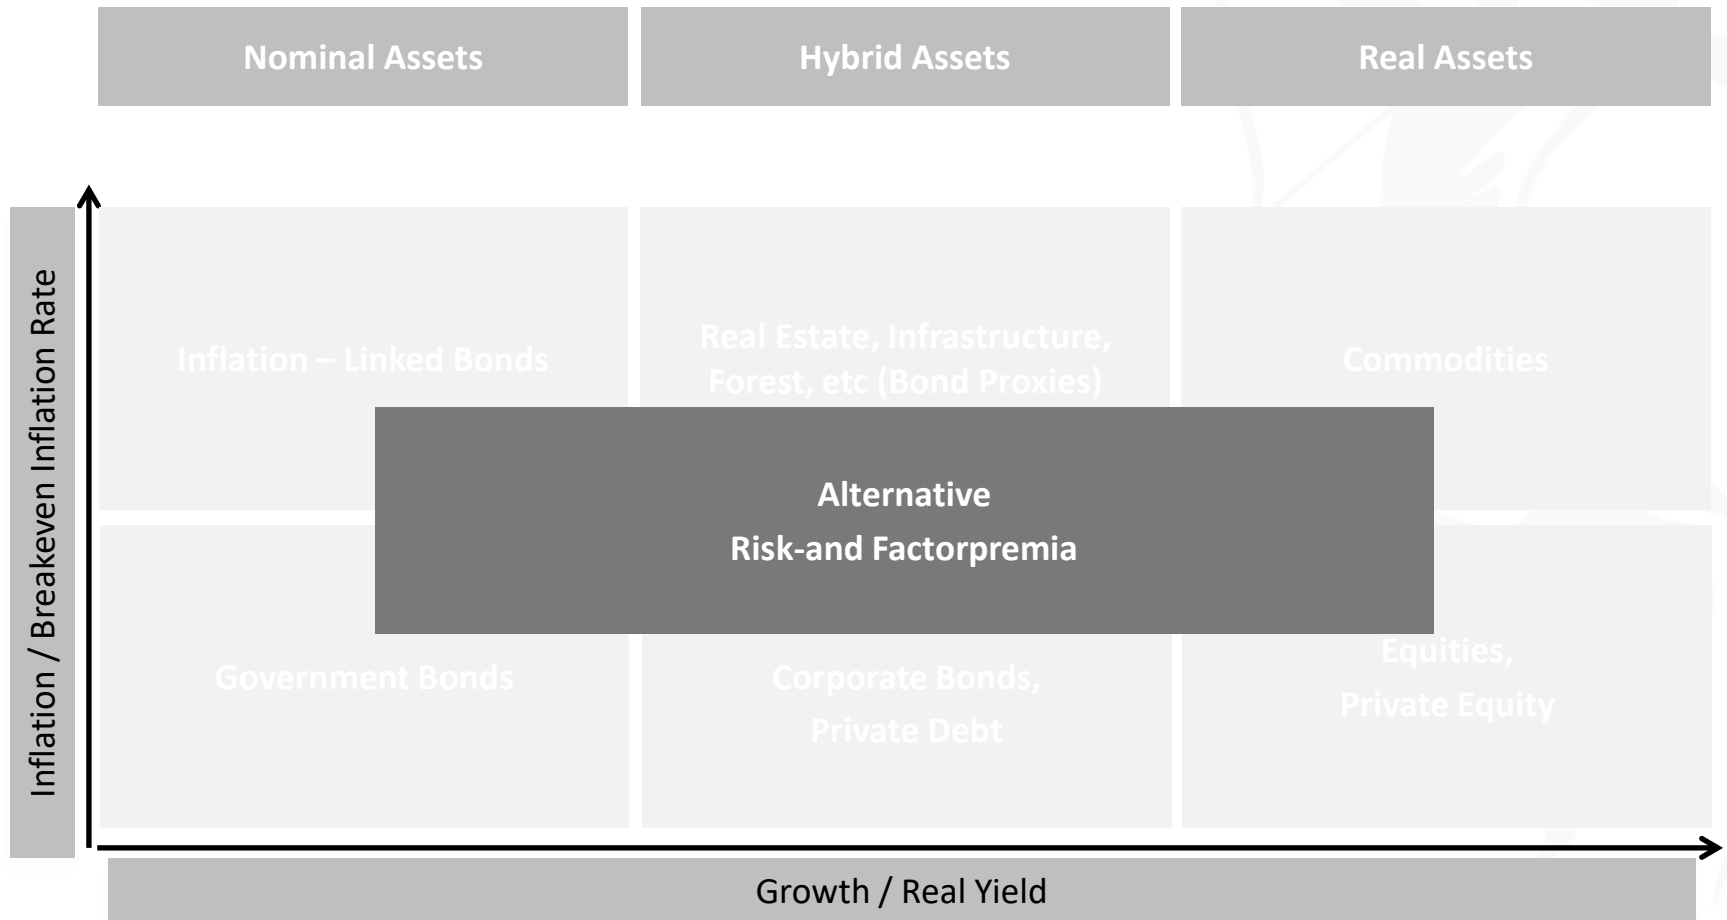 Nominal Assets
Hybrid Assets
Real Assets
Inflation / Breakeven Inflation Rate
Inflation – Linked Bonds
Real Estate, Infrastructure,
Forest, etc (Bond Proxies)
Commodities
Alternative
Risk-and Factorpremia
Government Bonds
Corporate Bonds,
Private Debt
Equities,
Private Equity
Growth / Real Yield